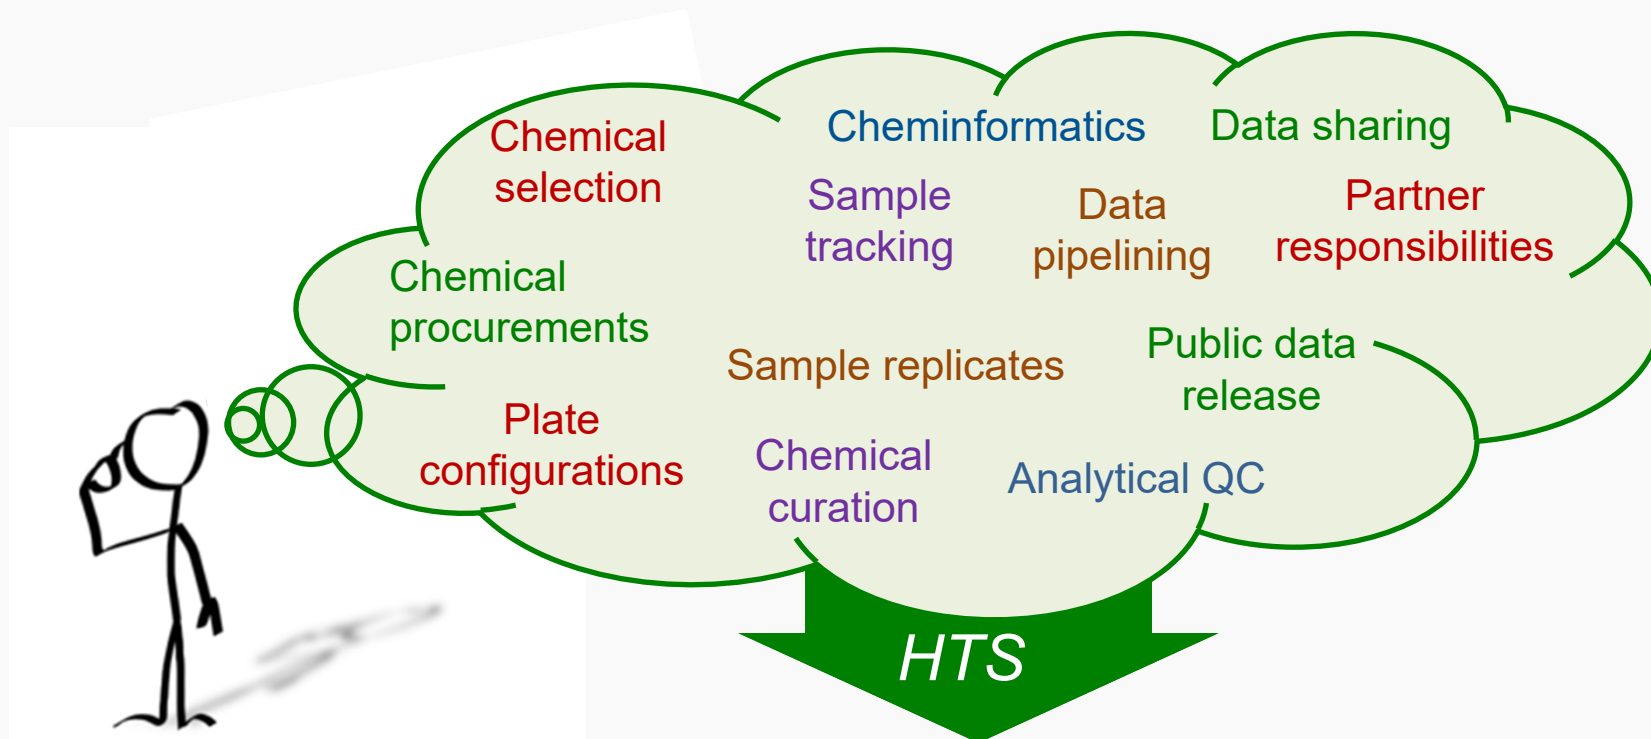 Chemical
selection
Cheminformatics
Data sharing
Sample
tracking
Data
pipelining
Partner
responsibilities
Chemical
procurements
Sample replicates
Public data
release
Plate
configurations
Chemical
curation
Analytical QC
HTS